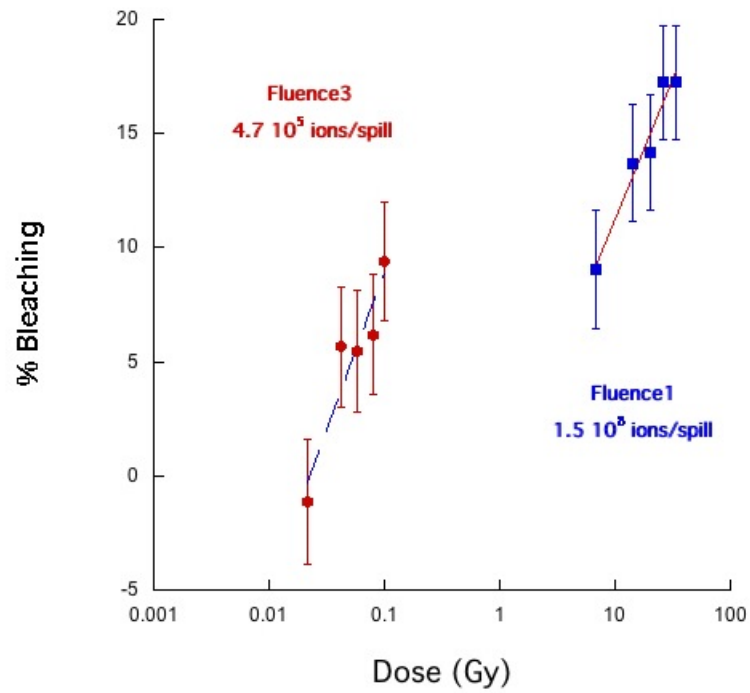 20
Fluence3
4.7 10⁵ ions/spill
15
% Bleaching
10
5
Fluence1
1.5 10⁸ ions/spill
0
-5
0.001 0.01 0.1 1 10 100
Dose (Gy)